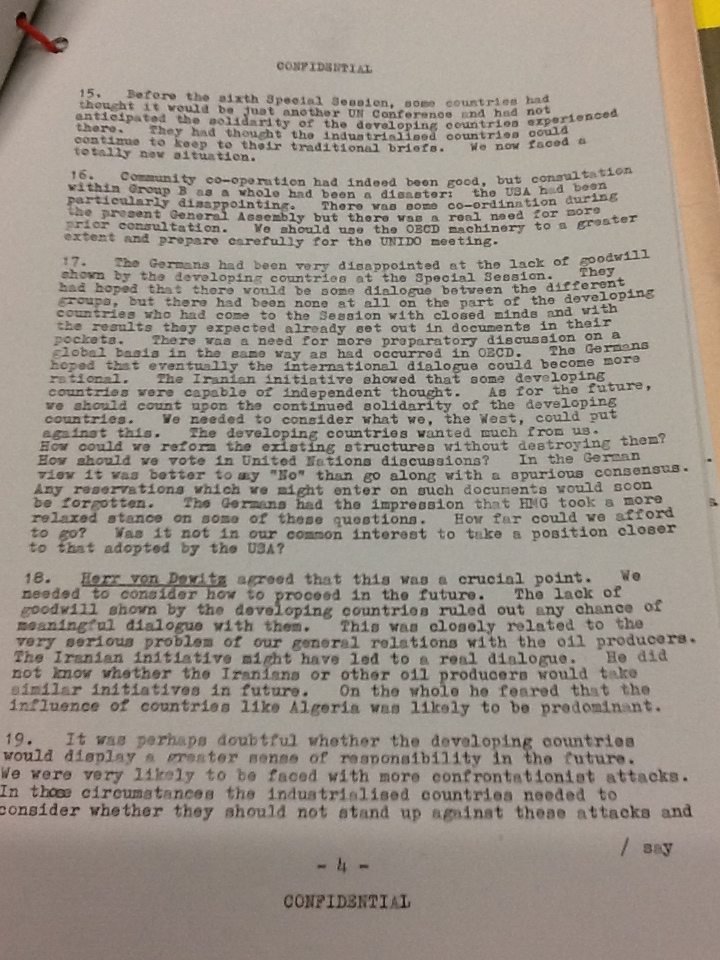 CONFIDENTIAL
15. Before the sixth Special Session, some countries had
thought it would be just another UN Conference and had not
anticipated the solidarity of the developing countries experienced
there. They had thought the industrialised countries could
continue to keep to their traditional briefs. We now faced a
totally new situation.
16. Community co-operation had indeed been good, but consultation
within Group B as a whole had been a disaster: the USA had been
particularly disappointing. There was some co-ordination during
the present General Assembly but there was a real need for more
prior consultation. We should use the OECD machinery to a greater
extent and prepare carefully for the UNIDO meeting.
17. The Germans had been very disappointed at the lack of goodwill
shown by the developing countries at the Special Session. They
had hoped that there would be some dialogue between the different
groups, but there had been none at all on the part of the developing
countries who had come to the Session with closed minds and with
the results they expected already set out in documents in their
pockets. There was a need for more preparatory discussion on a
global basis in the same way as had occurred in OECD. The Germans
hoped that eventually the international dialogue could become more
rational. The Iranian initiative showed that some developing
countries were capable of independent thought. As for the future,
we should count upon the continued solidarity of the developing
countries. We needed to consider what we, the West, could put
against this. The developing countries wanted much from us.
How could we reform the existing structures without destroying them?
How should we vote in United Nations discussions? In the German
view it was better to say "No" than go along with a spurious consensus.
Any reservations which we might enter on such documents would soon
be forgotten. The Germans had the impression that HMG took a more
relaxed stance on some of these questions. How far could we afford
to go? Was it not in our common interest to take a position closer
to that adopted by the USA?
18. Herr von Dewitz agreed that this was a crucial point. We
needed to consider how to proceed in the future. The lack of
goodwill shown by the developing countries ruled out any chance of
meaningful dialogue with them. This was closely related to the
very serious problem of our general relations with the oil producers.
The Iranian initiative might have led to a real dialogue. He did
not know whether the Iranians or other oil producers would take
similar initiatives in future. On the whole he feared that the
influence of countries like Algeria was likely to be predominant.
19. It was perhaps doubtful whether the developing countries
would display a greater sense of responsibility in the future.
We were very likely to be faced with more confrontationist attacks.
In those circumstances the industrialised countries needed to
consider whether they should not stand up against these attacks and
/ say
- 4 -
CONFIDENTIAL